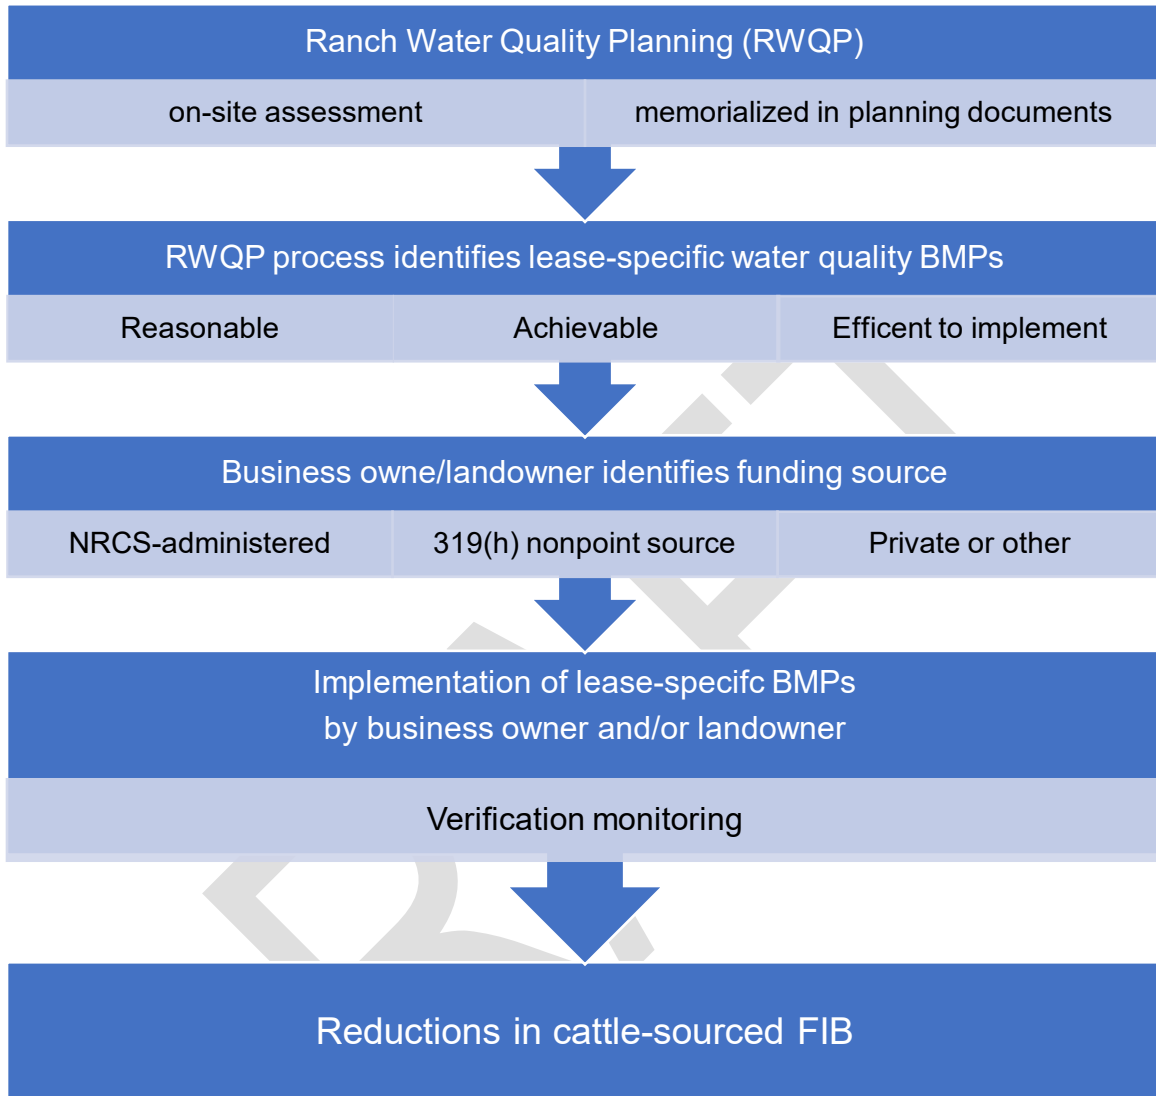 Ranch Water Quality Planning (RWQP)
on-site assessment
memorialized in planning documents
RWQP process identifies lease-specific water quality BMPs
Reasonable
Achievable
Efficent to implement
Business owne/landowner identifies funding source
NRCS-administered
319(h) nonpoint source
Private or other
Implementation of lease-specifc BMPs
by business owner and/or landowner
Verification monitoring
Reductions in cattle-sourced FIB